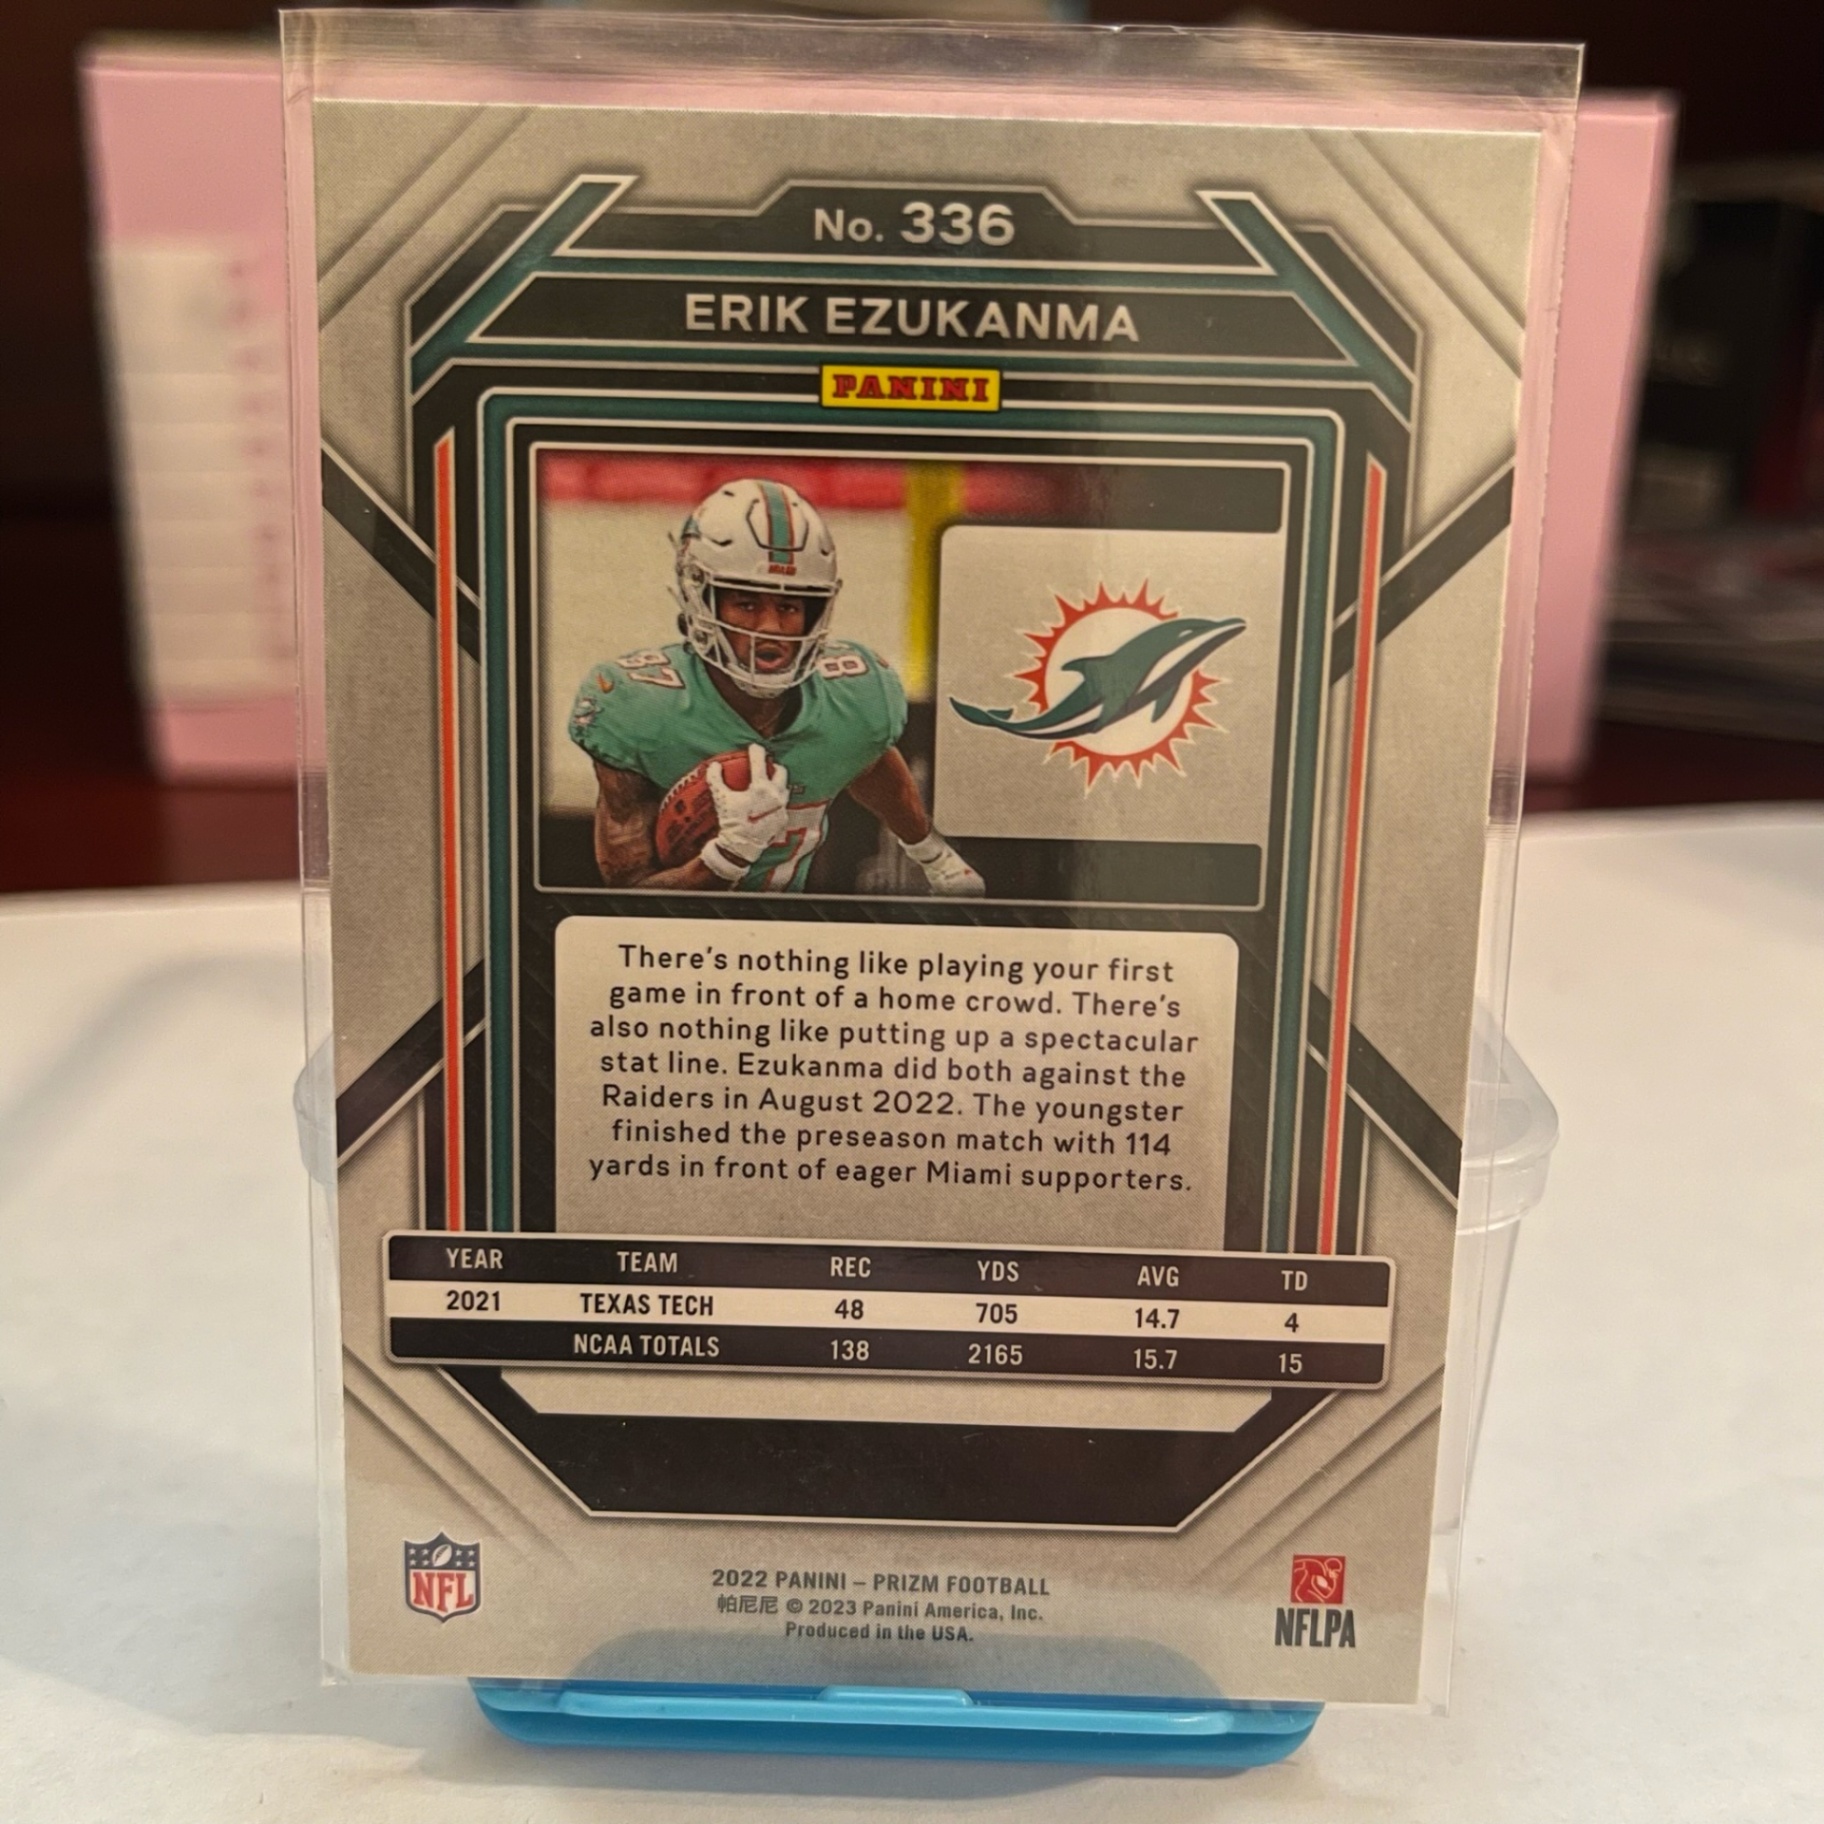 No. 336
ERIK EZUKANMA
PANINI
There's nothing like playing your first
game in front of a home crowd. There's
also nothing like putting up a spectacular
stat line. Ezukanma did both against the
Raiders in August 2022. The youngster
finished the preseason match with 114
yards in front of eager Miami supporters.
YEAR TEAM REC YDS AVG TD
2021 TEXAS TECH 48 705 14.7 4
NCAA TOTALS 138 2165 15.7 15
NFL
2022 PANINI – PRIZM FOOTBALL
帕尼尼 © 2023 Panini America, Inc.
Produced in the USA.
NFLPA